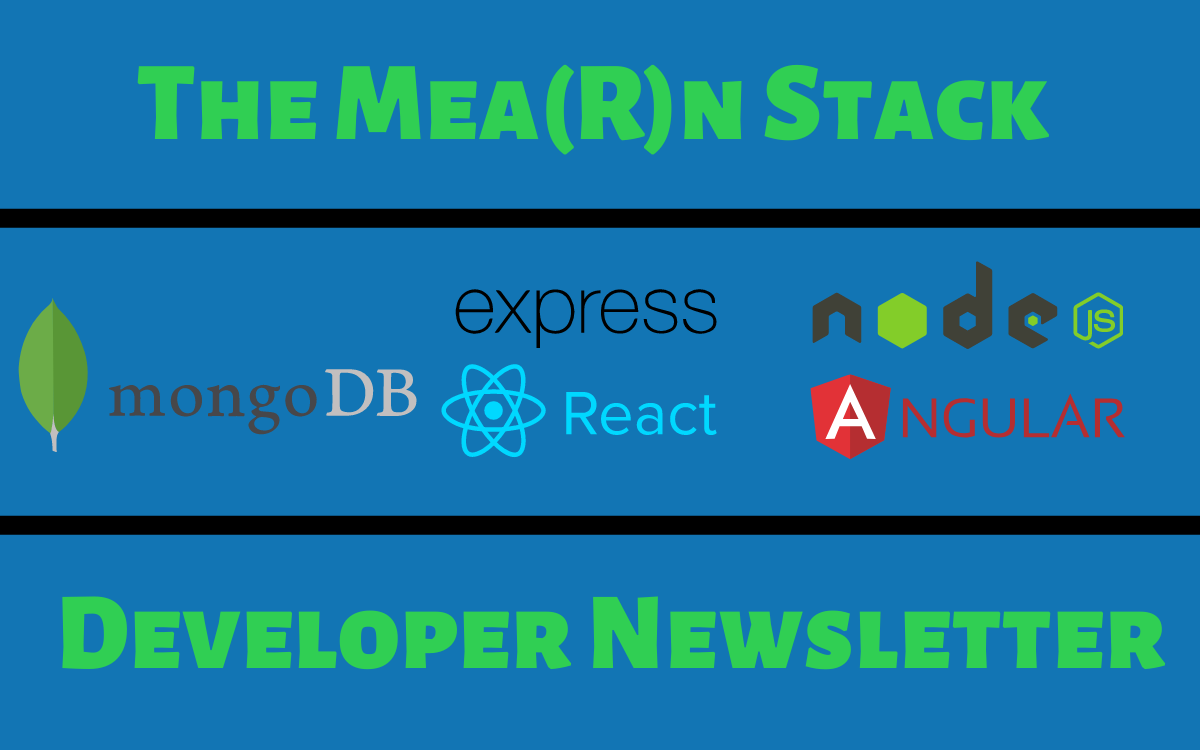 The Mea(R)n Stack
mongoDB
express
React
node JS
ANGULAR
Developer Newsletter